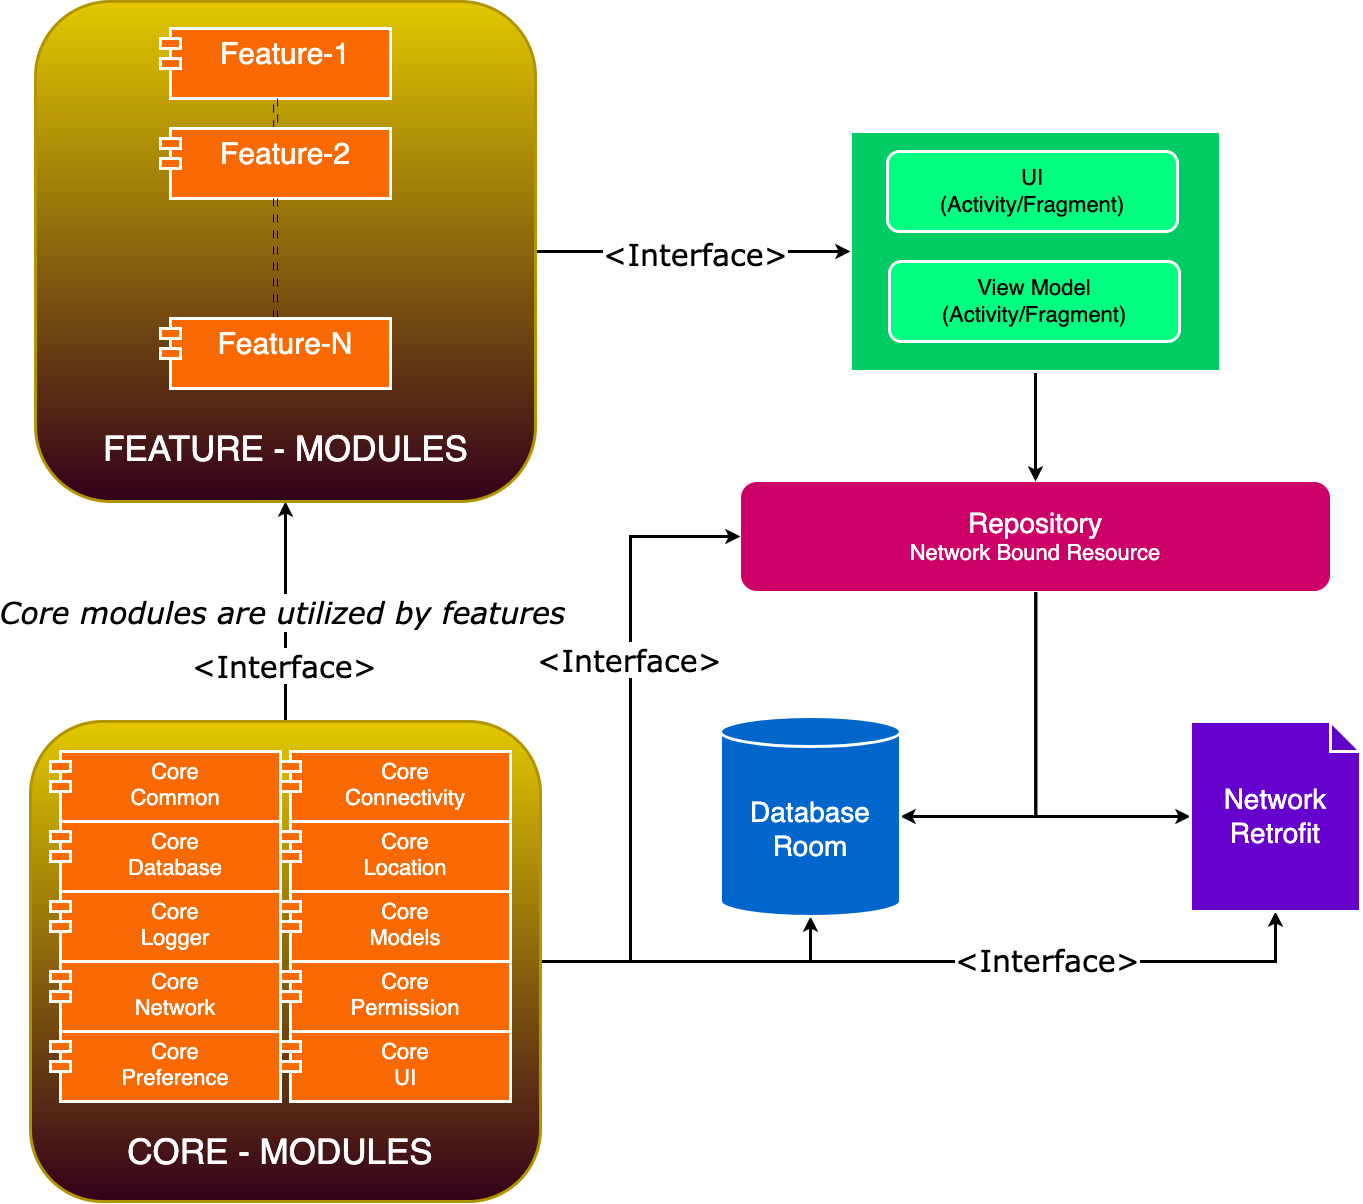 Feature-1
Feature-2
Feature-N
FEATURE - MODULES
<Interface>
UI
(Activity/Fragment)
View Model
(Activity/Fragment)
Repository
Network Bound Resource
Core modules are utilized by features
<Interface>
<Interface>
Database
Room
Network
Retrofit
<Interface>
Core
Common
Core
Connectivity
Core
Database
Core
Location
Core
Logger
Core
Models
Core
Network
Core
Permission
Core
Preference
Core
UI
CORE - MODULES